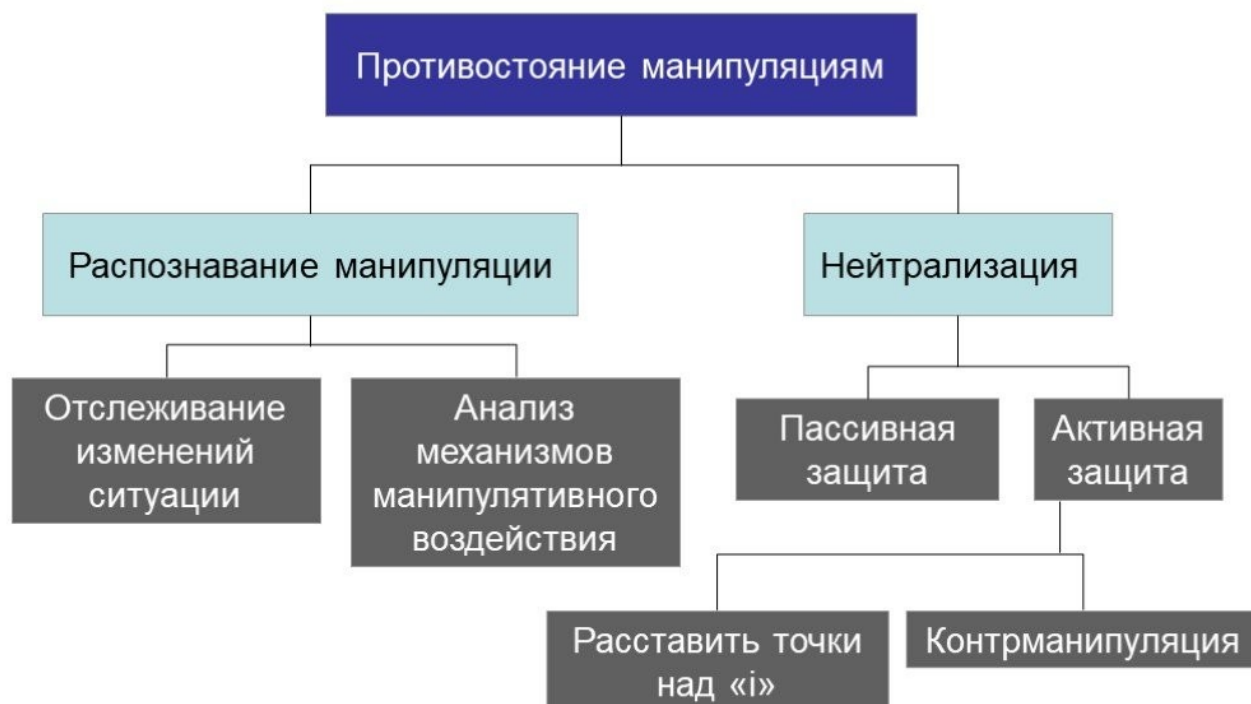 Противостояние манипуляциям
Распознавание манипуляции
Нейтрализация
Отслеживание
изменений
ситуации
Анализ
механизмов
манипулятивного
воздействия
Пассивная
защита
Активная
защита
Расставить точки
над «i»
Контрманипуляция